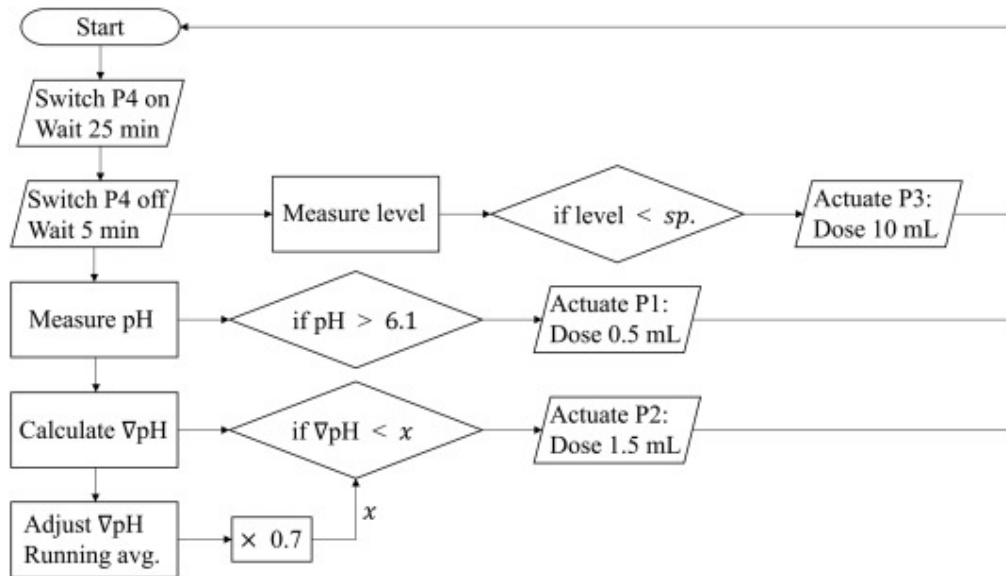 Start
Switch P4 on
Wait 25 min
Switch P4 off
Wait 5 min
Measure level
if level < sp.
Actuate P3:
Dose 10 mL
Measure pH
if pH > 6.1
Actuate P1:
Dose 0.5 mL
Calculate ∇pH
if ∇pH < x
Actuate P2:
Dose 1.5 mL
Adjust ∇pH
Running avg.
× 0.7
x